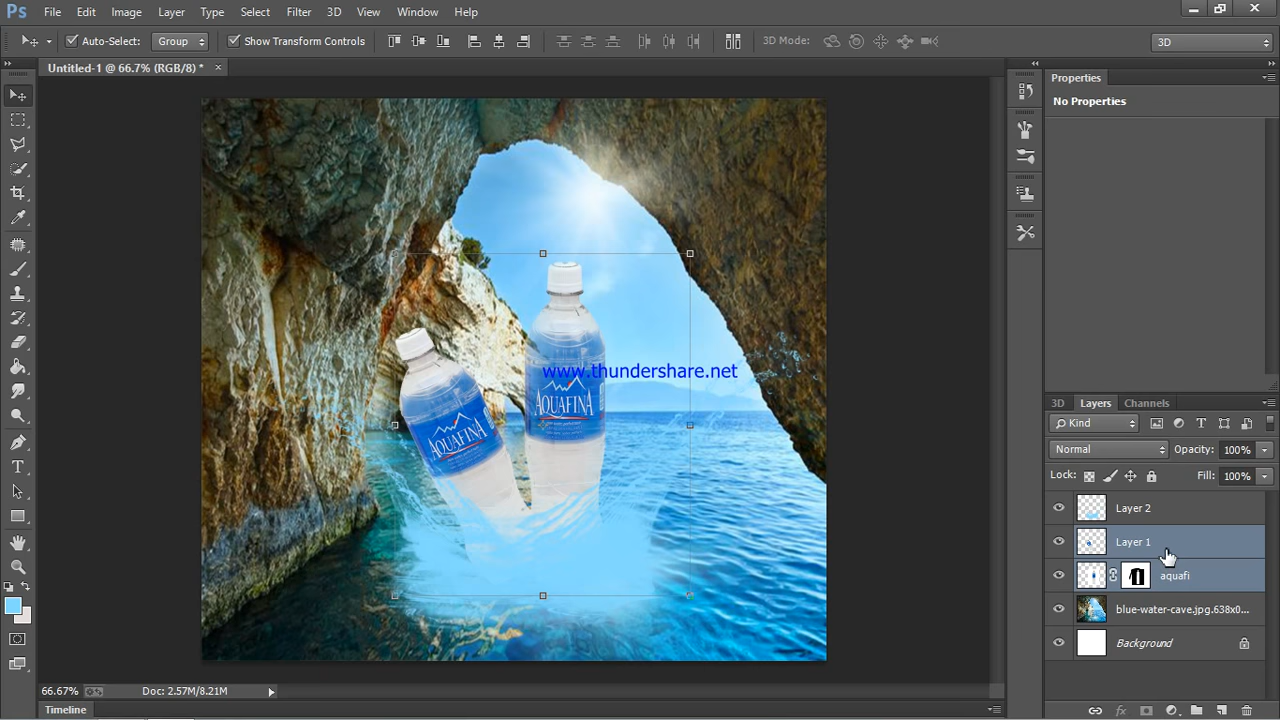 Ps File Edit Image Layer Type Select Filter 3D View Window Help
Auto-Select: Group Show Transform Controls 3D Mode: 3D
Untitled-1 @ 66.7% (RGB/8) * ×
Properties
No Properties
www.thundershare.net
AQUAFINA
AQUAFINA
3D Layers Channels
Kind
Normal Opacity: 100%
Lock: Fill: 100%
Layer 2
Layer 1
aquafi
blue-water-cave.jpg.638x0...
Background
66.67% Doc: 2.57M/8.21M
Timeline